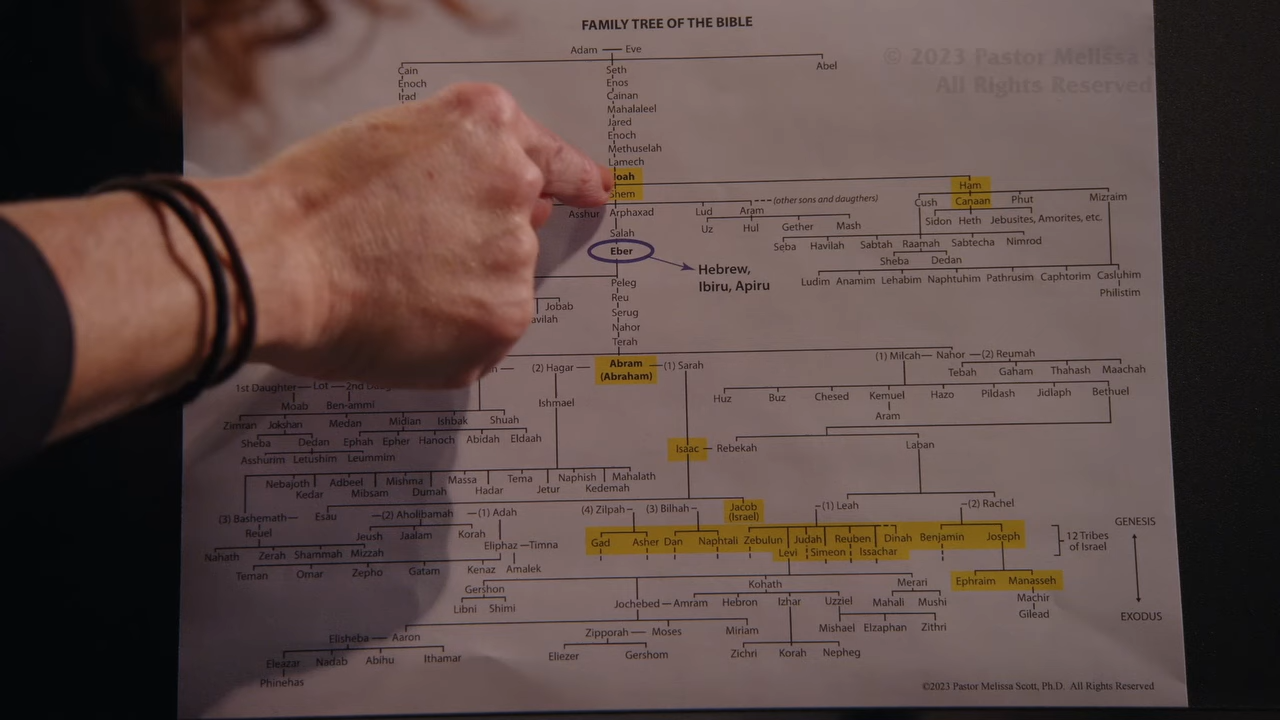 FAMILY TREE OF THE BIBLE
Adam Eve
© 2023 Pastor Melissa S
All Rights Reserved
Cain Seth Abel
Enoch Enos
Irad Cainan
Mahalaleel
Jared
Enoch
Methuselah
Lamech
oah
Shem Ham
Asshur Arphaxad Lud Aram (other sons and daugthers) Cush Canaan Phut Mizraim
Uz Hul Gether Mash Sidon Heth Jebusites, Amorites, etc.
Salah
Seba Havilah Sabtah Raamah Sabtecha Nimrod
Eber
Sheba Dedan
Hebrew,
Ibiru, Apiru
Ludim Anamim Lehabim Naphtuhim Pathrusim Caphtorim Casluhim
Peleg Philistim
Reu
Jobab
Serug
avilah
Nahor
Terah
(1) Milcah Nahor (2) Reumah
(2) Hagar Abram (1) Sarah
(Abraham)
Tebah Gaham Thahash Maachah
1st Daughter Lot 2nd Daug
Huz Buz Chesed Kemuel Hazo Pildash Jidlaph Bethuel
Moab Ben-ammi Ishmael
Aram
Zimran Jokshan Medan Midian Ishbak Shuah
Sheba Dedan Ephah Epher Hanoch Abidah Eldaah
Isaac Rebekah Laban
Asshurim Letushim Leummim
Nebajoth Adbeel Mishma Massa Tema Naphish Mahalath
Kedar Mibsam Dumah Hadar Jetur Kedemah
(3) Bashemath Esau (2) Aholibamah (1) Adah (4) Zilpah (3) Bilhah Jacob (1) Leah (2) Rachel
(Israel)
Reuel Jeush Jaalam Korah
Gad Asher Dan Naphtali Zebulun Judah Reuben Dinah Benjamin Joseph
Levi Simeon Issachar
12 Tribes
of Israel
GENESIS
Nahath Zerah Shammah Mizzah Eliphaz Timna
Teman Omar Zepho Gatam Kenaz Amalek
Ephraim Manasseh
Gershon Kohath Merari
Machir
Libni Shimi Jochebed Amram Hebron Izhar Uzziel Mahali Mushi
Gilead
EXODUS
Elisheba Aaron Zipporah Moses Miriam Mishael Elzaphan Zithri
Eleazar Nadab Abihu Ithamar Eliezer Gershom Zichri Korah Nepheg
Phinehas
©2023 Pastor Melissa Scott, Ph.D. All Rights Reserved